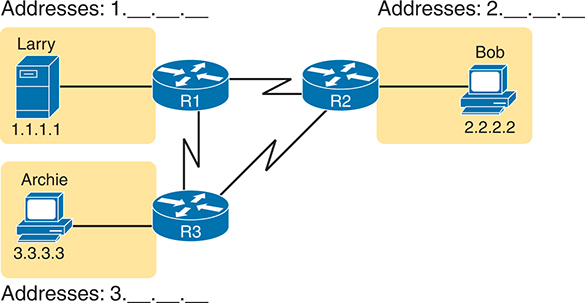 Addresses: 1.__.__.__
Addresses: 2.__.__.__
Larry
R1
1.1.1.1
R2
Bob
2.2.2.2
Archie
R3
3.3.3.3
Addresses: 3.__.__.__